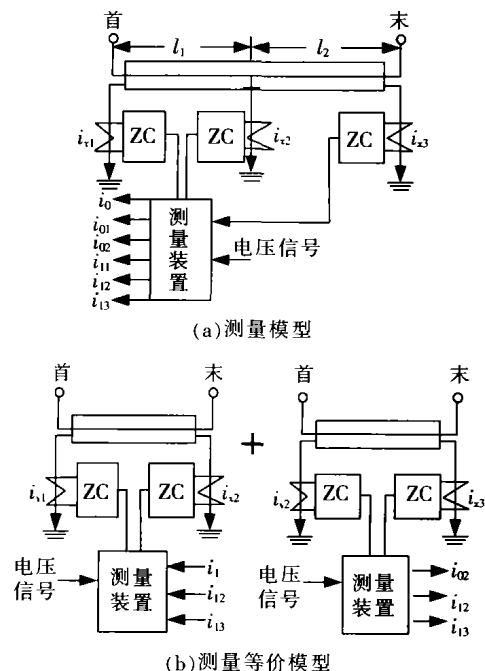 首 末
l1 l2
ix1 ZC ZC ix2 ZC ix3
i0
i01
i02
i11
i12
i13
测量装置
电压信号
(a)测量模型
首 末 首 末
ix1 ZC ZC ix2 + ix2 ZC ZC ix3
电压信号 测量装置 i1 i12 i13
电压信号 测量装置 i02 i12 i13
(b)测量等价模型